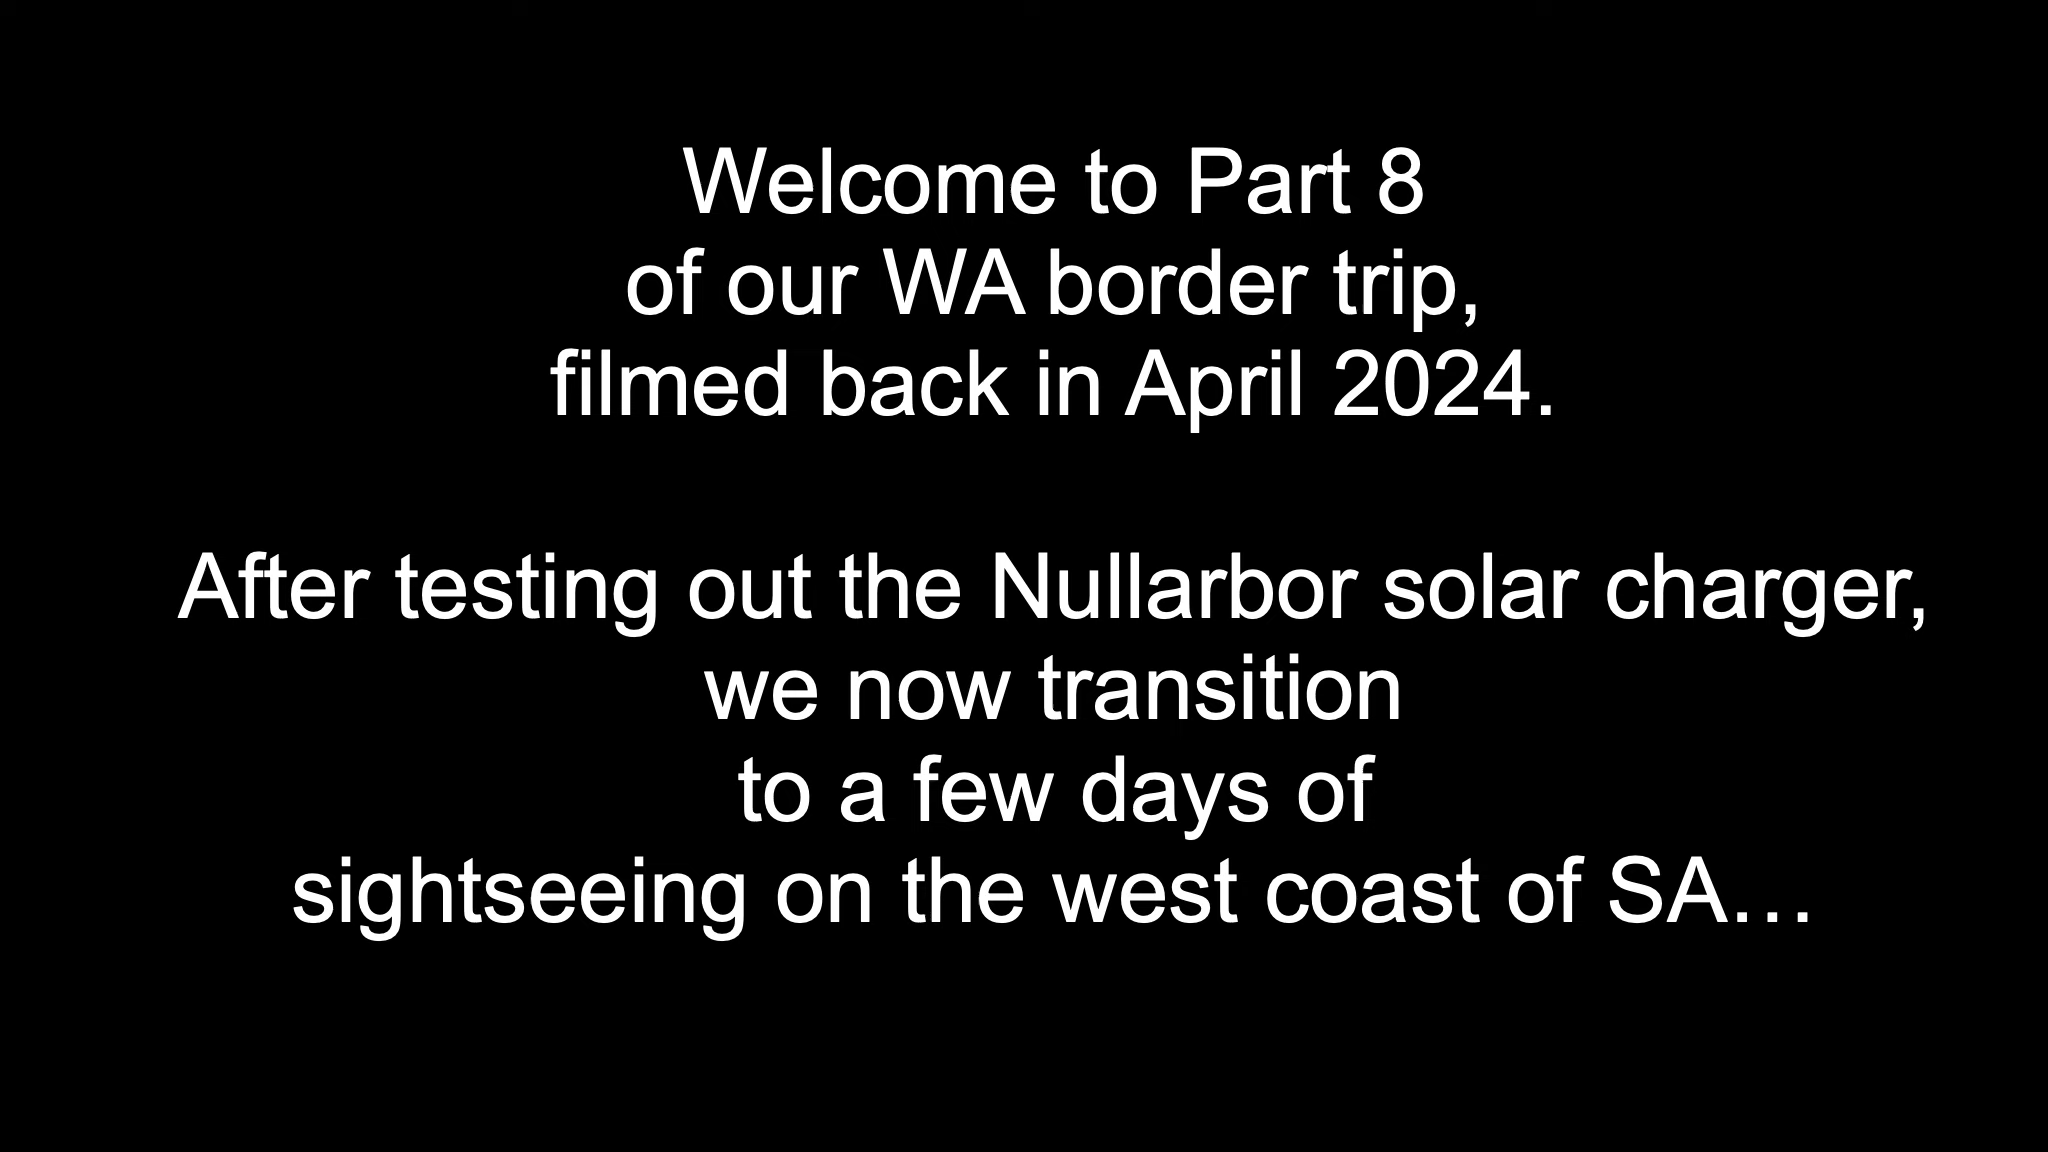 Welcome to Part 8
of our WA border trip,
filmed back in April 2024.
After testing out the Nullarbor solar charger,
we now transition
to a few days of
sightseeing on the west coast of SA…